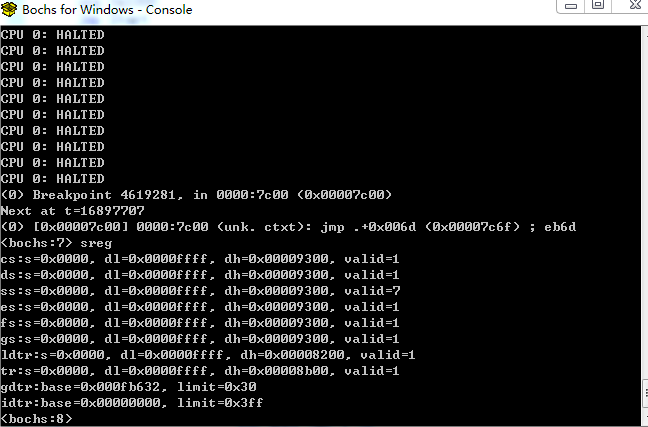 Bochs for Windows - Console
CPU 0: HALTED
CPU 0: HALTED
CPU 0: HALTED
CPU 0: HALTED
CPU 0: HALTED
CPU 0: HALTED
CPU 0: HALTED
CPU 0: HALTED
CPU 0: HALTED
CPU 0: HALTED
(0) Breakpoint 4619281, in 0000:7c00 (0x00007c00)
Next at t=16897707
(0) [0x00007c00] 0000:7c00 (unk. ctxt): jmp .+0x006d (0x00007c6f) ; eb6d
<bochs:7> sreg
cs:s=0x0000, dl=0x0000ffff, dh=0x00009300, valid=1
ds:s=0x0000, dl=0x0000ffff, dh=0x00009300, valid=1
ss:s=0x0000, dl=0x0000ffff, dh=0x00009300, valid=7
es:s=0x0000, dl=0x0000ffff, dh=0x00009300, valid=1
fs:s=0x0000, dl=0x0000ffff, dh=0x00009300, valid=1
gs:s=0x0000, dl=0x0000ffff, dh=0x00009300, valid=1
ldtr:s=0x0000, dl=0x0000ffff, dh=0x00008200, valid=1
tr:s=0x0000, dl=0x0000ffff, dh=0x00008b00, valid=1
gdtr:base=0x000fb632, limit=0x30
idtr:base=0x00000000, limit=0x3ff
<bochs:8>